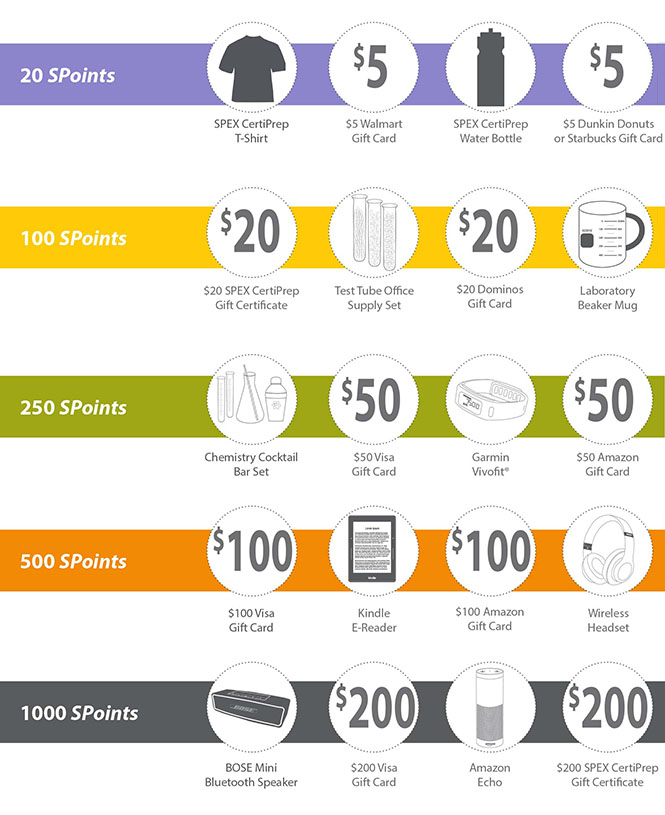 20 SPoints
$5
$5
SPEX CertiPrep
T-Shirt
$5 Walmart
Gift Card
SPEX CertiPrep
Water Bottle
$5 Dunkin Donuts
or Starbucks Gift Card
100 SPoints
$20
$20
$20 SPEX CertiPrep
Gift Certificate
Test Tube Office
Supply Set
$20 Dominos
Gift Card
Laboratory
Beaker Mug
250 SPoints
$50
$50
Chemistry Cocktail
Bar Set
$50 Visa
Gift Card
Garmin
Vivofit®
$50 Amazon
Gift Card
500 SPoints
$100
kindle
$100
$100 Visa
Gift Card
Kindle
E-Reader
$100 Amazon
Gift Card
Wireless
Headset
1000 SPoints
BOSE
$200
$200
BOSE Mini
Bluetooth Speaker
$200 Visa
Gift Card
Amazon
Echo
$200 SPEX CertiPrep
Gift Certificate